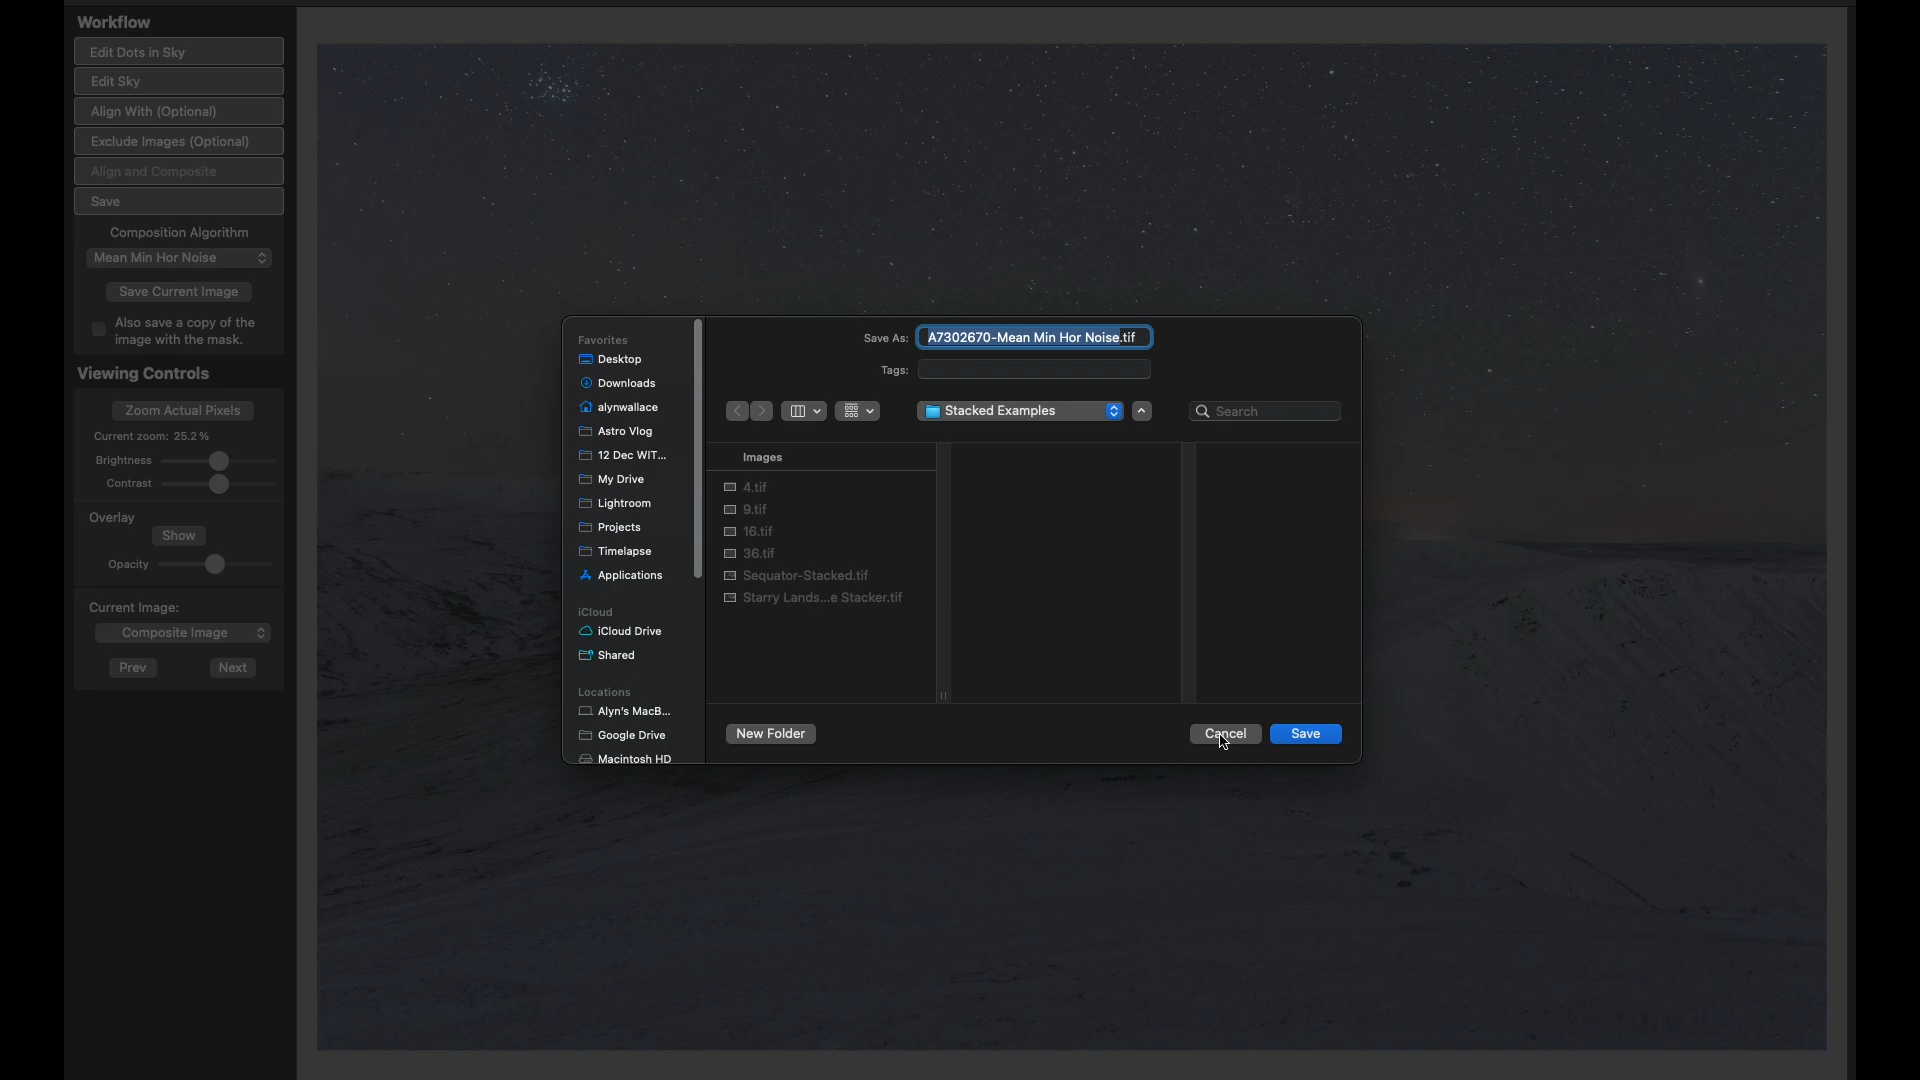 Workflow
Edit Dots in Sky
Edit Sky
Align With (Optional)
Exclude Images (Optional)
Align and Composite
Save
Composition Algorithm
Mean Min Hor Noise
Save Current Image
Also save a copy of the
image with the mask.
Viewing Controls
Zoom Actual Pixels
Current zoom: 25.2 %
Brightness
Contrast
Overlay
Show
Opacity
Current Image:
Composite Image
Prev Next
Favorites
Desktop
Downloads
alynwallace
Astro Vlog
12 Dec WIT...
My Drive
Lightroom
Projects
Timelapse
Applications
iCloud
iCloud Drive
Shared
Locations
Alyn's MacB...
Google Drive
Macintosh HD
Save As: A7302670-Mean Min Hor Noise.tif
Tags:
Stacked Examples
Search
Images
4.tif
9.tif
16.tif
36.tif
Sequator-Stacked.tif
Starry Lands...e Stacker.tif
New Folder Cancel Save